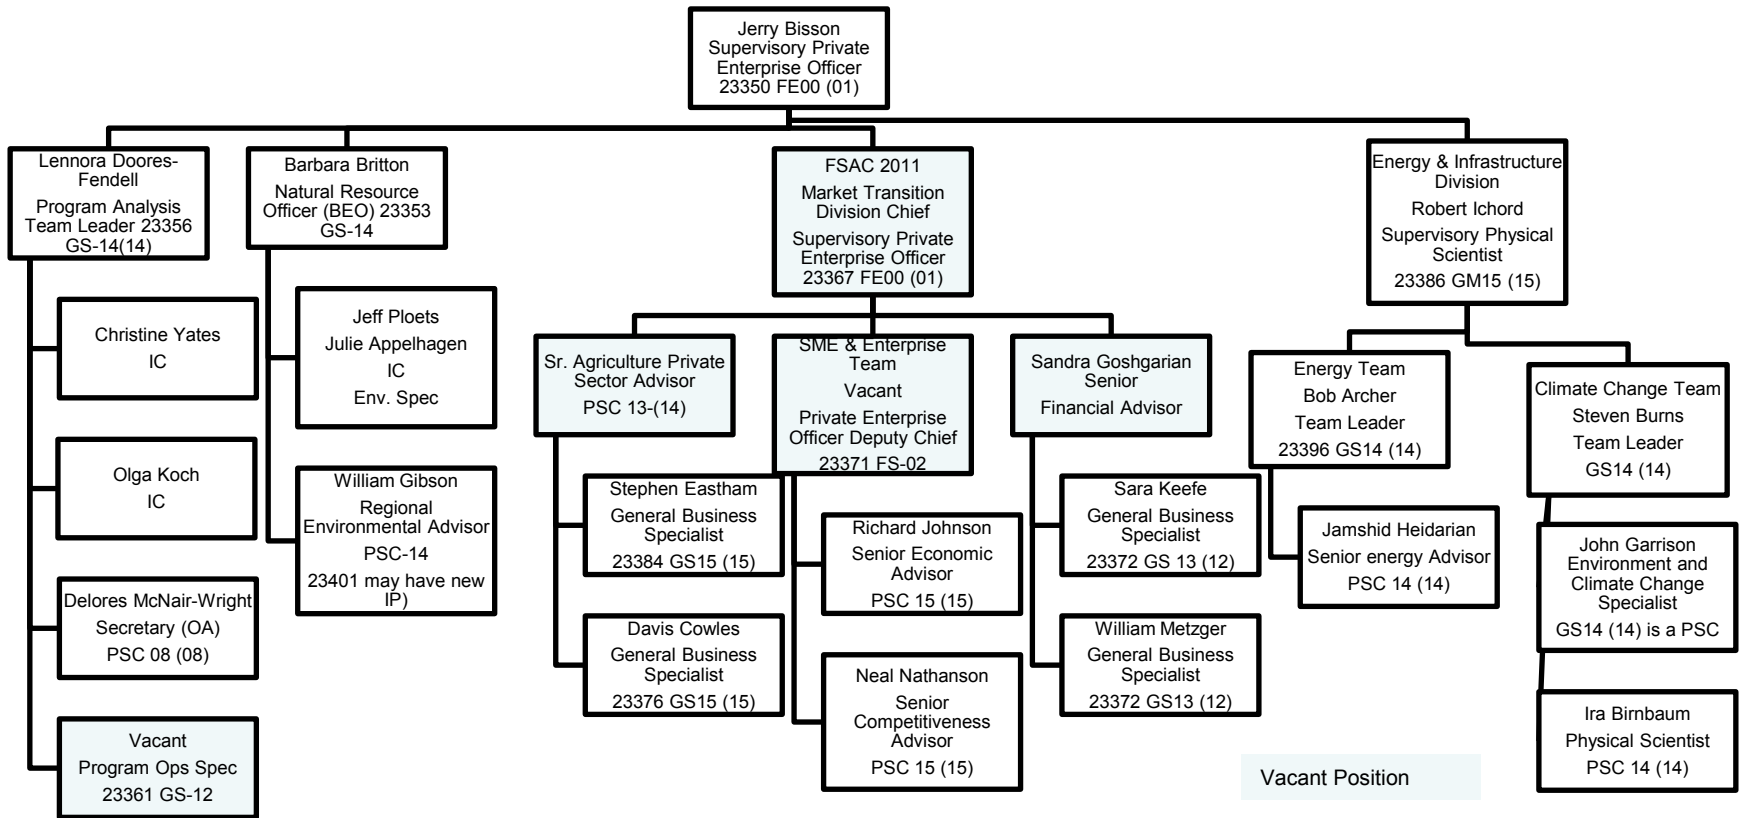 Jerry Bisson
Supervisory Private
Enterprise Officer
23350 FE00 (01)
Lennora Doores-
Fendell
Program Analysis
Team Leader 23356
GS-14(14)
Christine Yates
IC
Olga Koch
IC
Delores McNair-Wright
Secretary (OA)
PSC 08 (08)
Vacant
Program Ops Spec
23361 GS-12
Barbara Britton
Natural Resource
Officer (BEO) 23353
GS-14
Jeff Ploets
Julie Appelhagen
IC
Env. Spec
William Gibson
Regional
Environmental Advisor
PSC-14
23401 may have new
IP)
FSAC 2011
Market Transition
Division Chief
Supervisory Private
Enterprise Officer
23367 FE00 (01)
Sr. Agriculture Private
Sector Advisor
PSC 13-(14)
Stephen Eastham
General Business
Specialist
23384 GS15 (15)
Davis Cowles
General Business
Specialist
23376 GS15 (15)
SME & Enterprise
Team
Vacant
Private Enterprise
Officer Deputy Chief
23371 FS-02
Richard Johnson
Senior Economic
Advisor
PSC 15 (15)
Neal Nathanson
Senior
Competitiveness
Advisor
PSC 15 (15)
Sandra Goshgarian
Senior
Financial Advisor
Sara Keefe
General Business
Specialist
23372 GS 13 (12)
William Metzger
General Business
Specialist
23372 GS13 (12)
Energy & Infrastructure
Division
Robert Ichord
Supervisory Physical
Scientist
23386 GM15 (15)
Energy Team
Bob Archer
Team Leader
23396 GS14 (14)
Jamshid Heidarian
Senior energy Advisor
PSC 14 (14)
Climate Change Team
Steven Burns
Team Leader
GS14 (14)
John Garrison
Environment and
Climate Change
Specialist
GS14 (14) is a PSC
Ira Birnbaum
Physical Scientist
PSC 14 (14)
Vacant Position